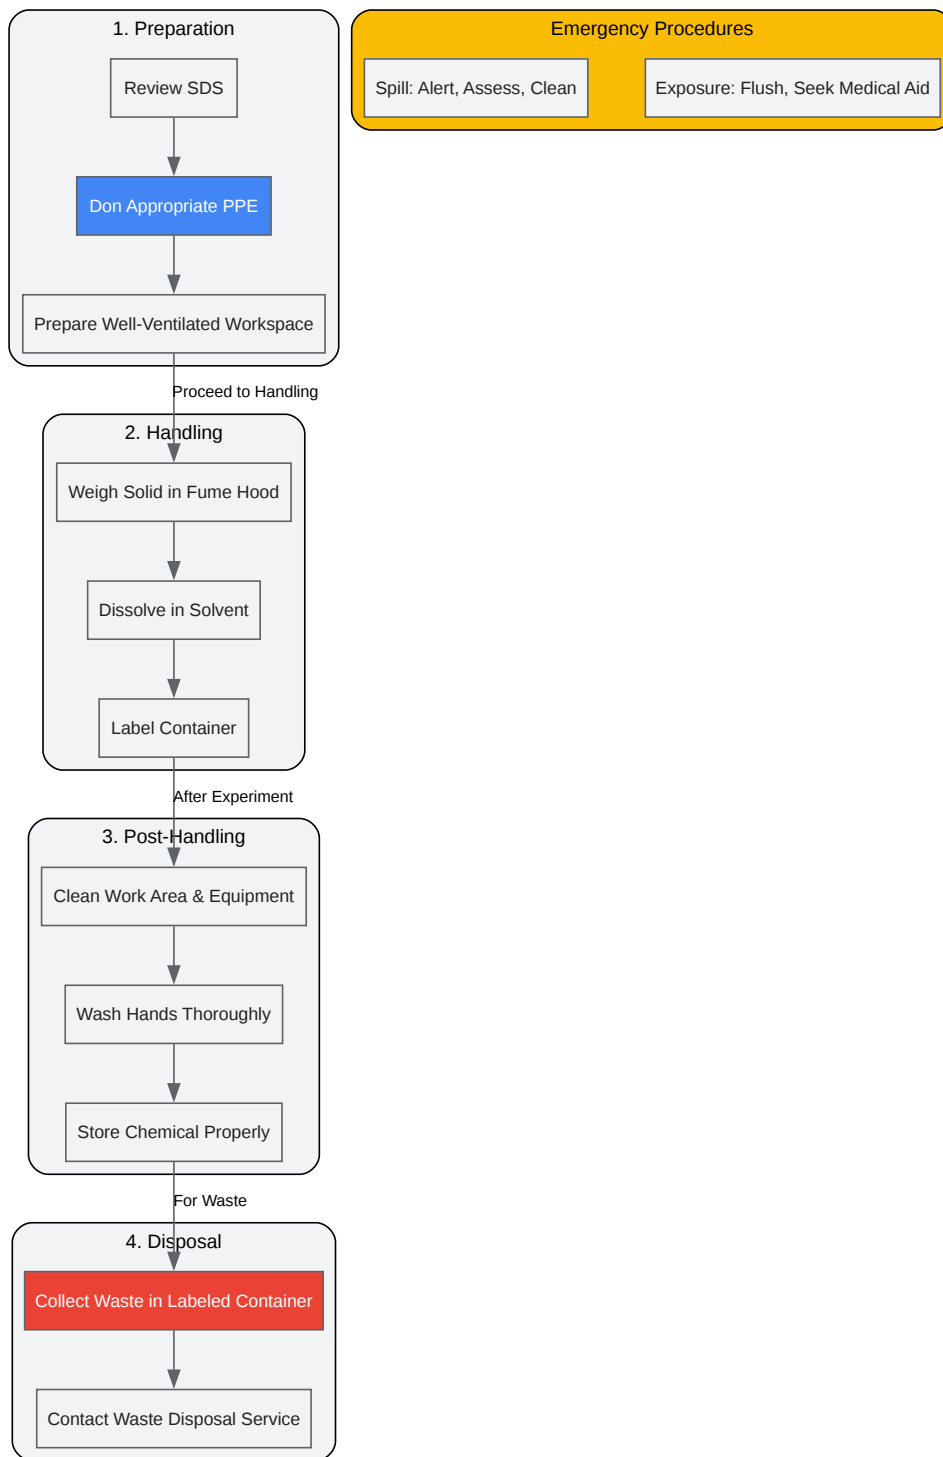 1. Preparation
Review SDS
Don Appropriate PPE
Prepare Well-Ventilated Workspace
Proceed to Handling
2. Handling
Weigh Solid in Fume Hood
Dissolve in Solvent
Label Container
After Experiment
3. Post-Handling
Clean Work Area & Equipment
Wash Hands Thoroughly
Store Chemical Properly
For Waste
4. Disposal
Collect Waste in Labeled Container
Contact Waste Disposal Service
Emergency Procedures
Spill: Alert, Assess, Clean
Exposure: Flush, Seek Medical Aid